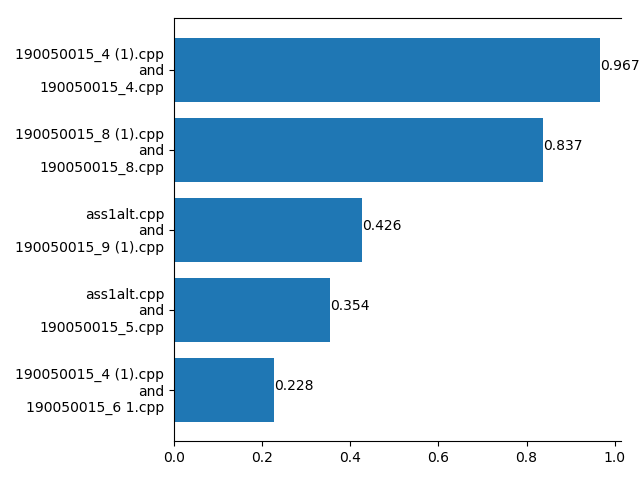 190050015_4 (1).cpp
and
190050015_4.cpp
0.967
190050015_8 (1).cpp
and
190050015_8.cpp
0.837
ass1alt.cpp
and
190050015_9 (1).cpp
0.426
ass1alt.cpp
and
190050015_5.cpp
0.354
190050015_4 (1).cpp
and
190050015_6 1.cpp
0.228
0.0 0.2 0.4 0.6 0.8 1.0